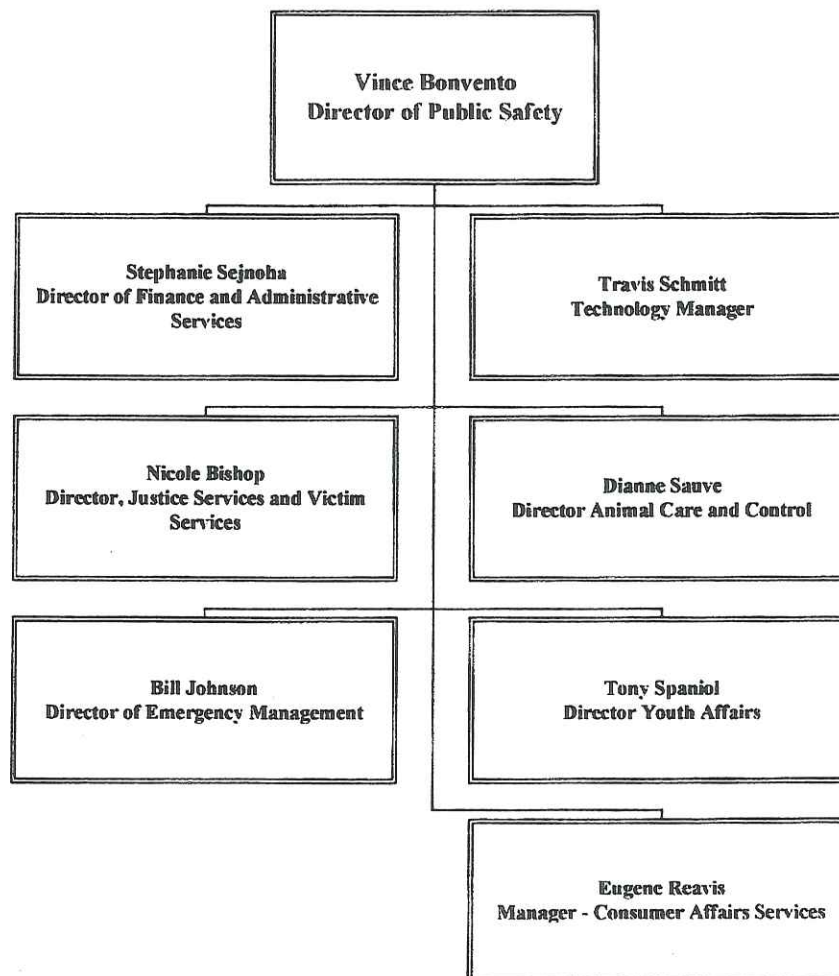 Vince Bonvento
Director of Public Safety
Stephanie Sejnoha
Director of Finance and Administrative
Services
Travis Schmitt
Technology Manager
Nicole Bishop
Director, Justice Services and Victim
Services
Dianne Sauve
Director Animal Care and Control
Bill Johnson
Director of Emergency Management
Tony Spaniol
Director Youth Affairs
Eugene Reavis
Manager - Consumer Affairs Services